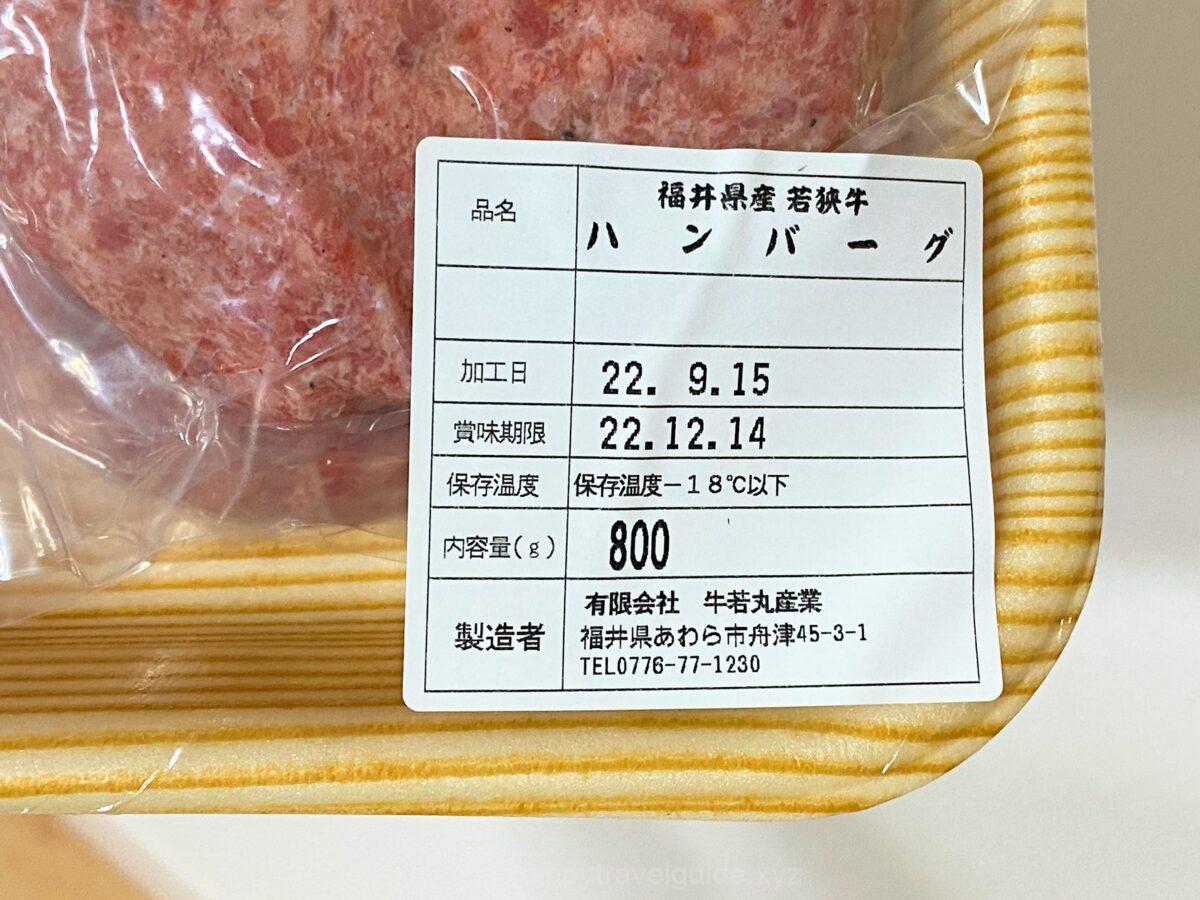 品名
福井県産 若狭牛
ハンバーグ
加工日 22. 9.15
賞味期限 22.12.14
保存温度 保存温度－18℃以下
内容量(g) 800
製造者
有限会社 牛若丸産業
福井県あわら市舟津45-3-1
TEL0776-77-1230
ytravelguide.xyz